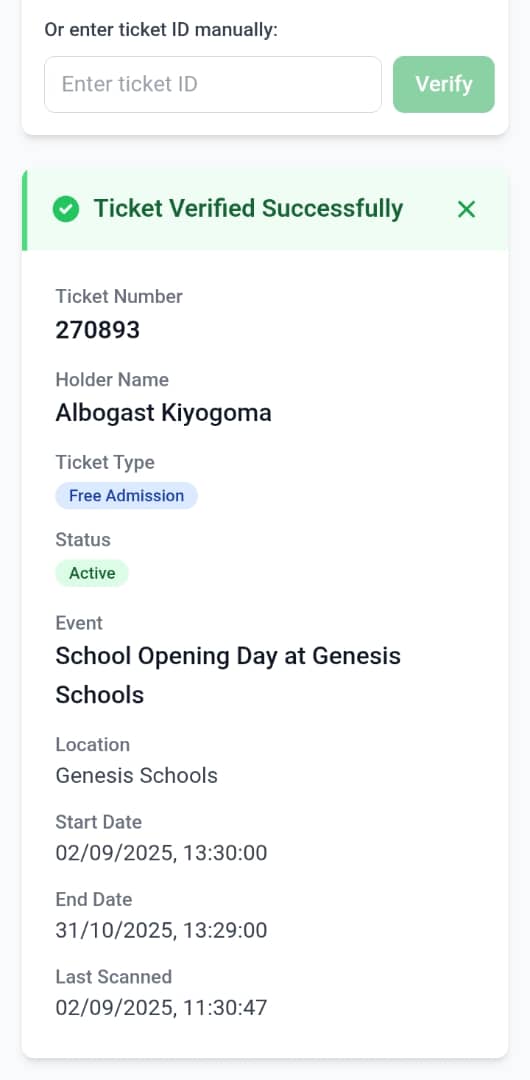 Or enter ticket ID manually:
Enter ticket ID
Verify
Ticket Verified Successfully
Ticket Number
270893
Holder Name
Albogast Kiyogoma
Ticket Type
Free Admission
Status
Active
Event
School Opening Day at Genesis
Schools
Location
Genesis Schools
Start Date
02/09/2025, 13:30:00
End Date
31/10/2025, 13:29:00
Last Scanned
02/09/2025, 11:30:47